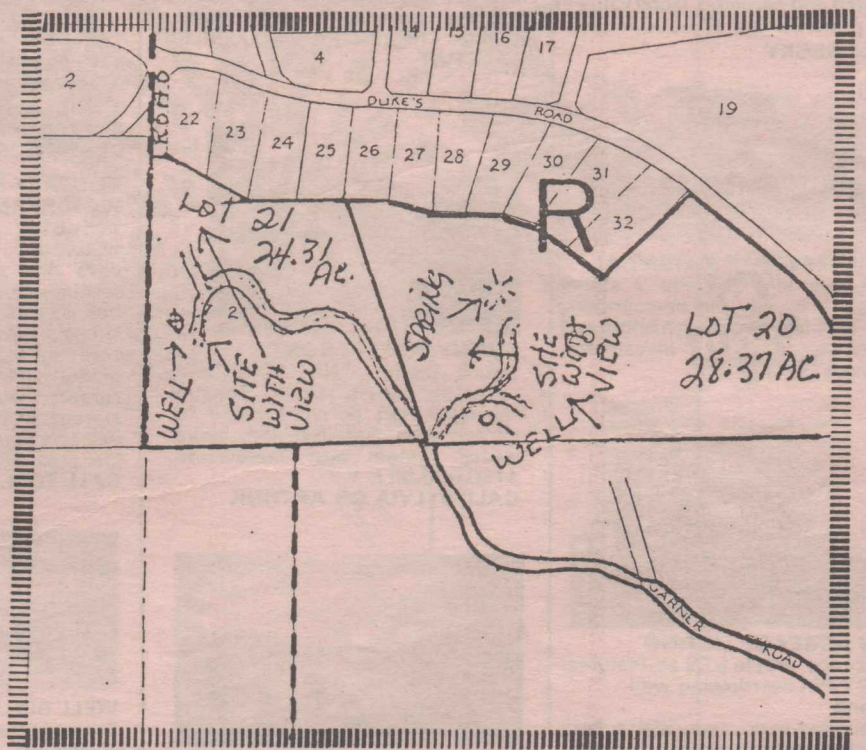 14 15 16 17
4
2
19
DUKE'S ROAD
ROAD
22 23 24 25 26 27 28 29 30 31 32
R
LOT 21
24.31
AC.
2
WELL
SITE
WITH
VIEW
SPRING
SITE
WITH
VIEW
WELL
LOT 20
28.37 AC
GARNER ROAD